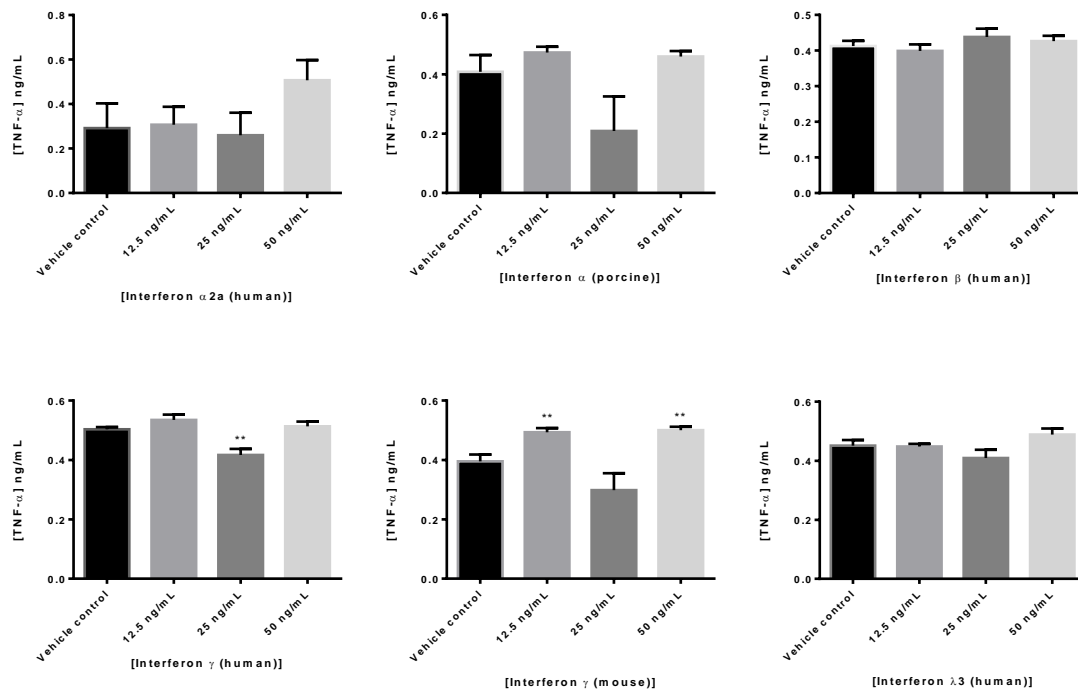 [TNF-α] ng/mL
0.8
0.6
0.4
0.2
0.0
Vehicle control
12.5 ng/mL
25 ng/mL
50 ng/mL
[Interferon α2a (human)]
[TNF-α] ng/mL
0.6
0.4
0.2
0.0
Vehicle control
12.5 ng/mL
25 ng/mL
50 ng/mL
[Interferon α (porcine)]
[TNF-α] ng/mL
0.5
0.4
0.3
0.2
0.1
0.0
Vehicle control
12.5 ng/mL
25 ng/mL
50 ng/mL
[Interferon β (human)]
[TNF-α] ng/mL
0.6
0.4
0.2
0.0
**
Vehicle control
12.5 ng/mL
25 ng/mL
50 ng/mL
[Interferon γ (human)]
[TNF-α] ng/mL
0.6
0.4
0.2
0.0
**
**
Vehicle control
12.5 ng/mL
25 ng/mL
50 ng/mL
[Interferon γ (mouse)]
[TNF-α] ng/mL
0.6
0.4
0.2
0.0
Vehicle control
12.5 ng/mL
25 ng/mL
50 ng/mL
[Interferon λ3 (human)]